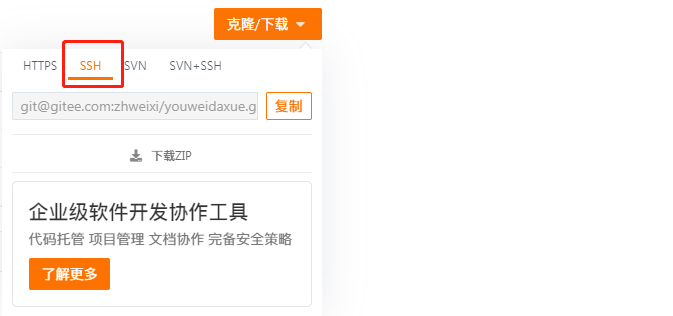 克隆/下载
HTTPS SSH SVN SVN+SSH
git@gitee.com:zhweixi/youweidaxue.g 复制
下载ZIP
企业级软件开发协作工具
代码托管 项目管理 文档协作 完备安全策略
了解更多